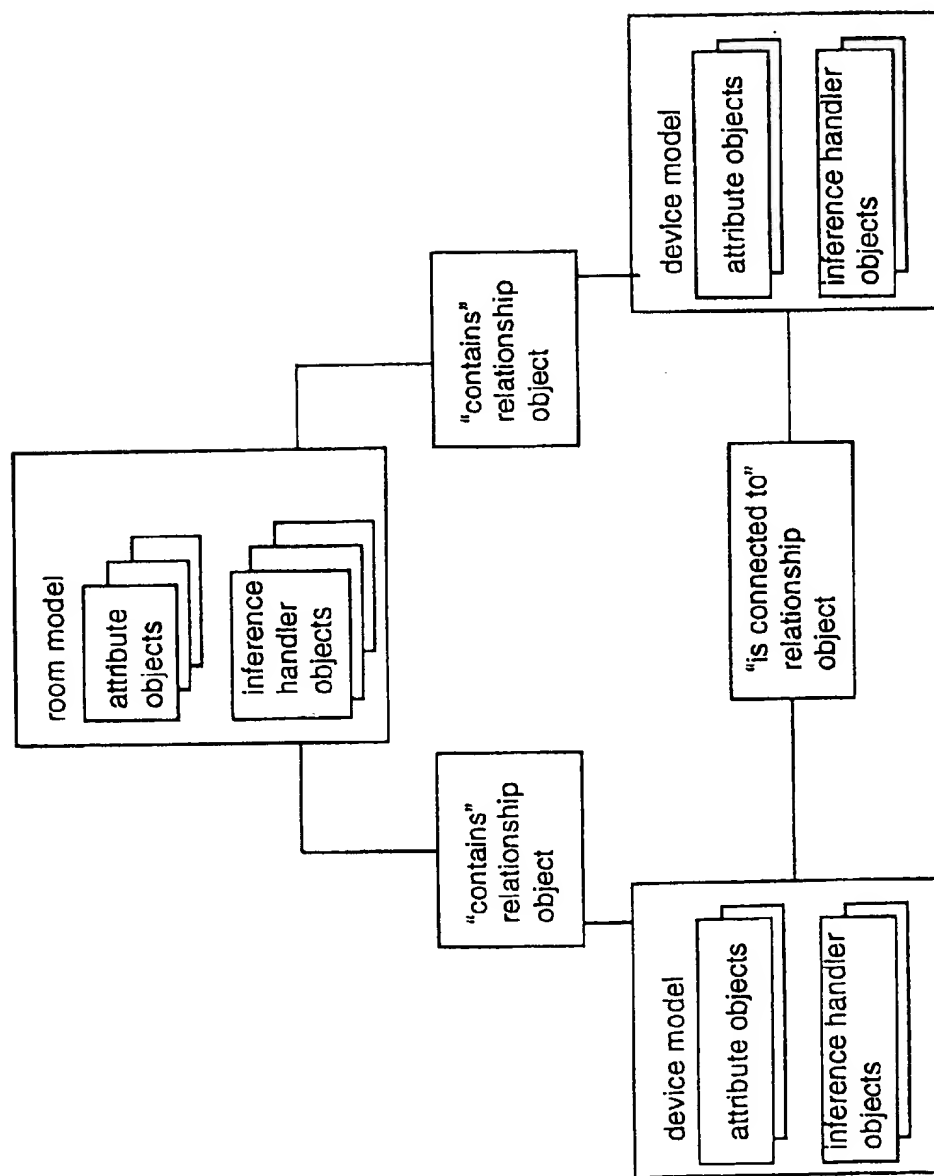 room model
attribute
objects
inference
handler
objects
“contains”
relationship
object
“contains”
relationship
object
device model
attribute objects
inference handler
objects
“is connected to”
relationship
object
device model
attribute objects
inference handler
objects